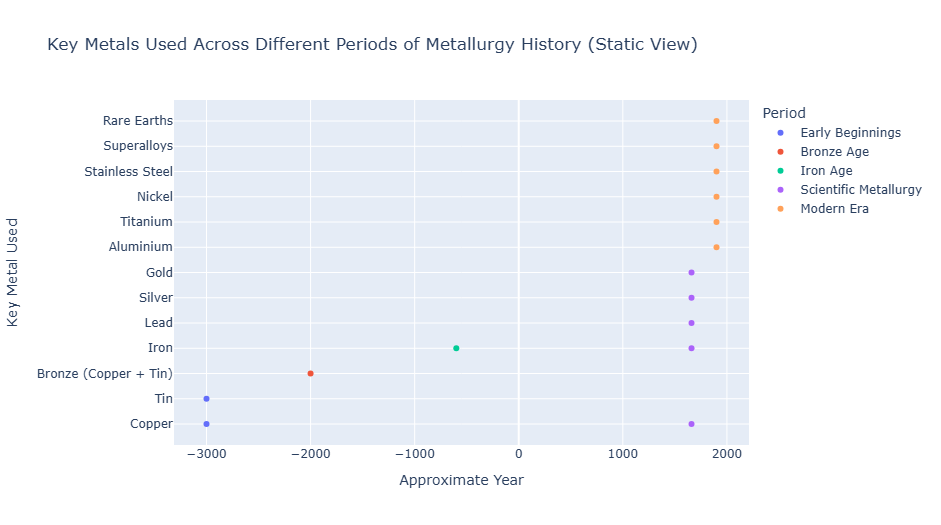 Key Metals Used Across Different Periods of Metallurgy History (Static View)
Period
Early Beginnings
Bronze Age
Iron Age
Scientific Metallurgy
Modern Era
Key Metal Used
Rare Earths
Superalloys
Stainless Steel
Nickel
Titanium
Aluminium
Gold
Silver
Lead
Iron
Bronze (Copper + Tin)
Tin
Copper
−3000 −2000 −1000 0 1000 2000
Approximate Year